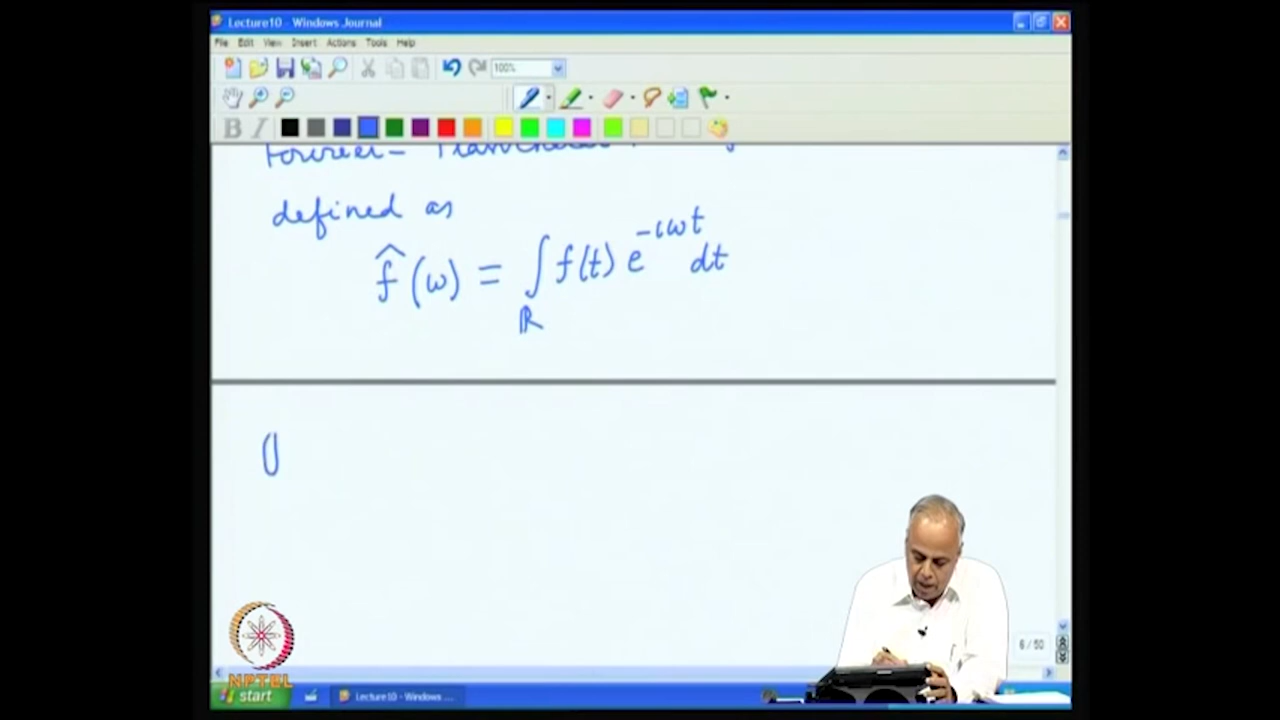 Lecture10 - Windows Journal
File Edit View Insert Actions Tools Help
100%
B I
Fourier-
defined as
f̂(ω) = ∫ f(t) e^{-iωt} dt
ℝ
6 / 50
NPTEL
start Lecture10 - Windows ...